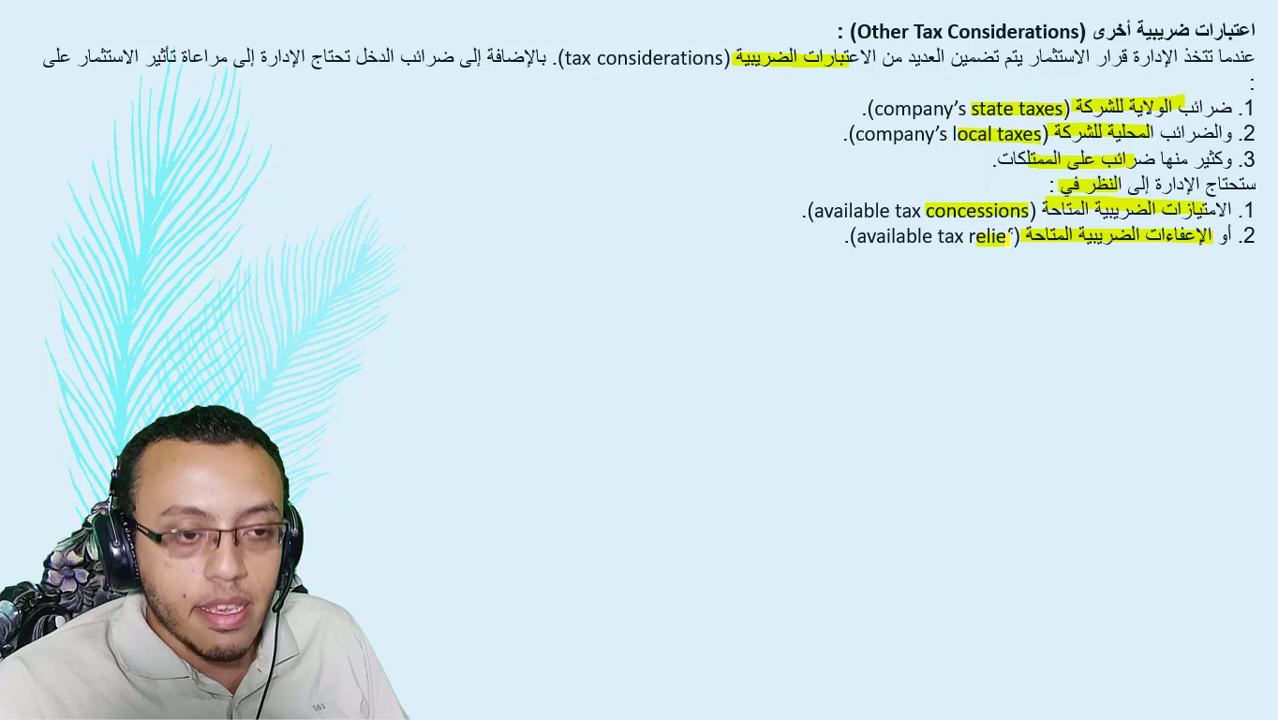 اعتبارات ضريبية أخرى (Other Tax Considerations) :
عندما تتخذ الإدارة قرار الاستثمار يتم تضمين العديد من الاعتبارات الضريبية (tax considerations). بالإضافة إلى ضرائب الدخل تحتاج الإدارة إلى مراعاة تأثير الاستثمار على
:
1. ضرائب الولاية للشركة (company’s state taxes).
2. والضرائب المحلية للشركة (company’s local taxes).
3. وكثير منها ضرائب على الممتلكات.
ستحتاج الإدارة إلى النظر في :
1. الامتيازات الضريبية المتاحة (available tax concessions).
2. أو الإعفاءات الضريبية المتاحة (available tax relief).